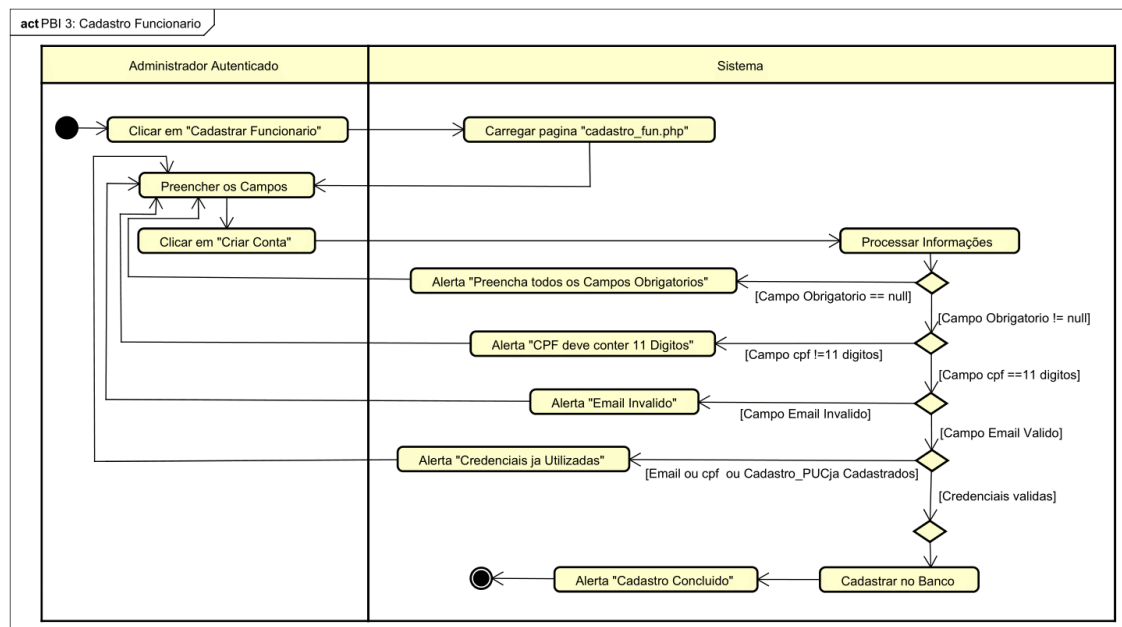 act PBI 3: Cadastro Funcionario
Administrador Autenticado
Sistema
Clicar em "Cadastrar Funcionario"
Carregar pagina "cadastro_fun.php"
Preencher os Campos
Clicar em "Criar Conta"
Processar Informações
Alerta "Preencha todos os Campos Obrigatorios"
[Campo Obrigatorio == null]
[Campo Obrigatorio != null]
Alerta "CPF deve conter 11 Digitos"
[Campo cpf !=11 digitos]
[Campo cpf ==11 digitos]
Alerta "Email Invalido"
[Campo Email Invalido]
[Campo Email Valido]
Alerta "Credenciais ja Utilizadas"
[Email ou cpf ou Cadastro_PUCja Cadastrados]
[Credenciais validas]
Alerta "Cadastro Concluido"
Cadastrar no Banco